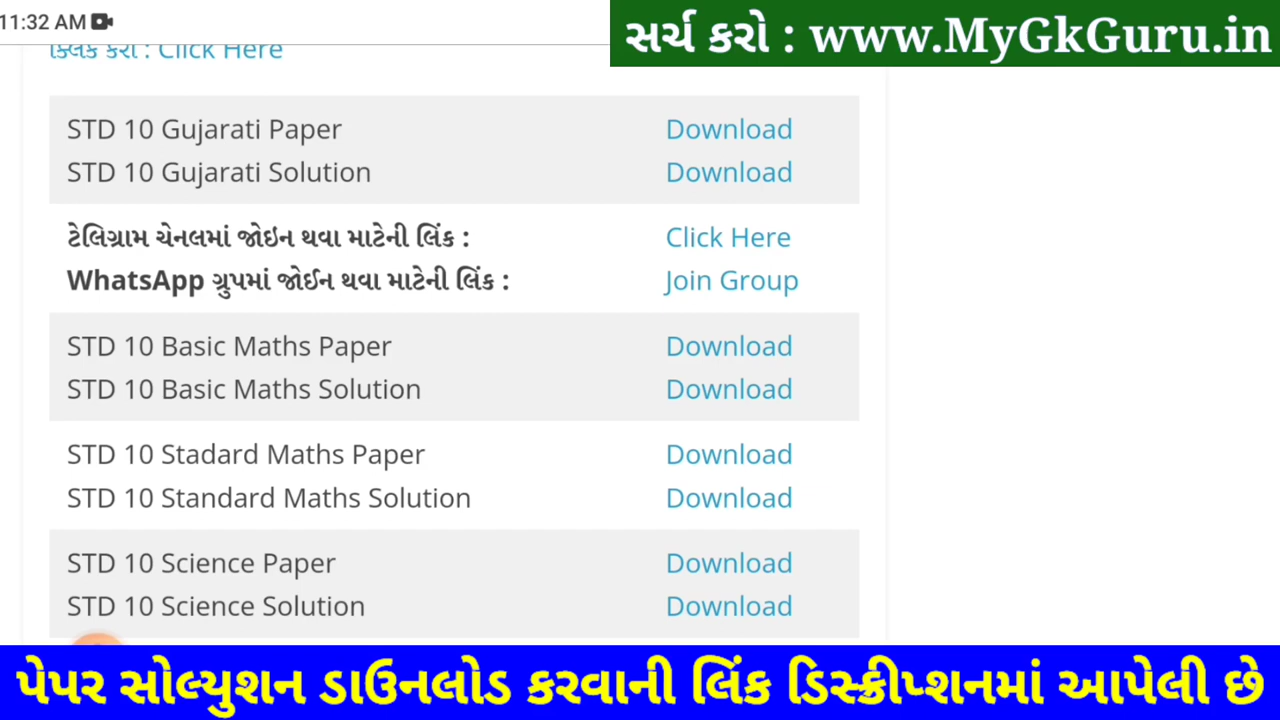 11:32 AM
સર્ચ કરો : www.MyGkGuru.in
ક્લિક કરો : Click Here
STD 10 Gujarati Paper Download
STD 10 Gujarati Solution Download
ટેલિગ્રામ ચેનલમાં જોઇન થવા માટેની લિંક : Click Here
WhatsApp ગ્રુપમાં જોઈન થવા માટેની લિંક : Join Group
STD 10 Basic Maths Paper Download
STD 10 Basic Maths Solution Download
STD 10 Stadard Maths Paper Download
STD 10 Standard Maths Solution Download
STD 10 Science Paper Download
STD 10 Science Solution Download
પેપર સોલ્યુશન ડાઉનલોડ કરવાની લિંક ડિસ્ક્રીપ્શનમાં આપેલી છે